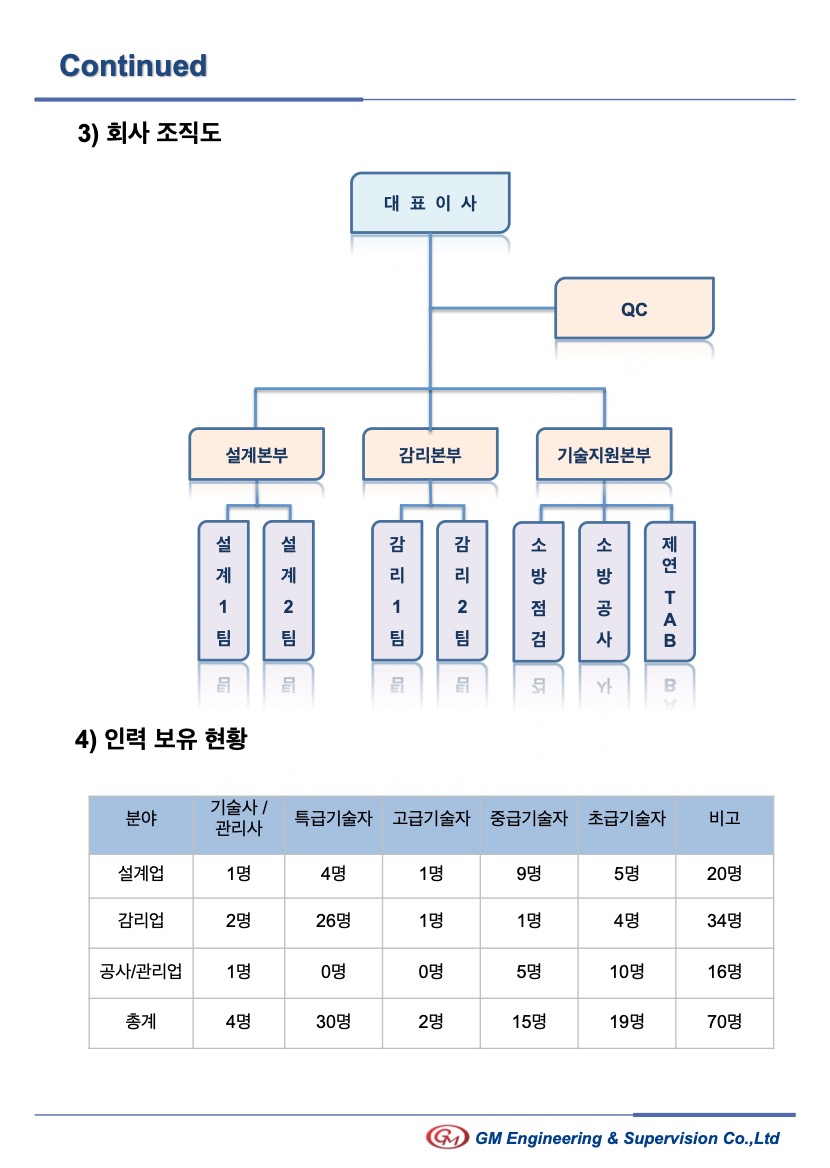 Continued
3) 회사 조직도
대 표 이 사
QC
설계본부
감리본부
기술지원본부
설계1팀
설계2팀
감리1팀
감리2팀
소방점검
소방공사
제연 TAB
4) 인력 보유 현황
분야 기술사 / 관리사 특급기술자 고급기술자 중급기술자 초급기술자 비고
설계업 1명 4명 1명 9명 5명 20명
감리업 2명 26명 1명 1명 4명 34명
공사/관리업 1명 0명 0명 5명 10명 16명
총계 4명 30명 2명 15명 19명 70명
GM GM Engineering & Supervision Co.,Ltd